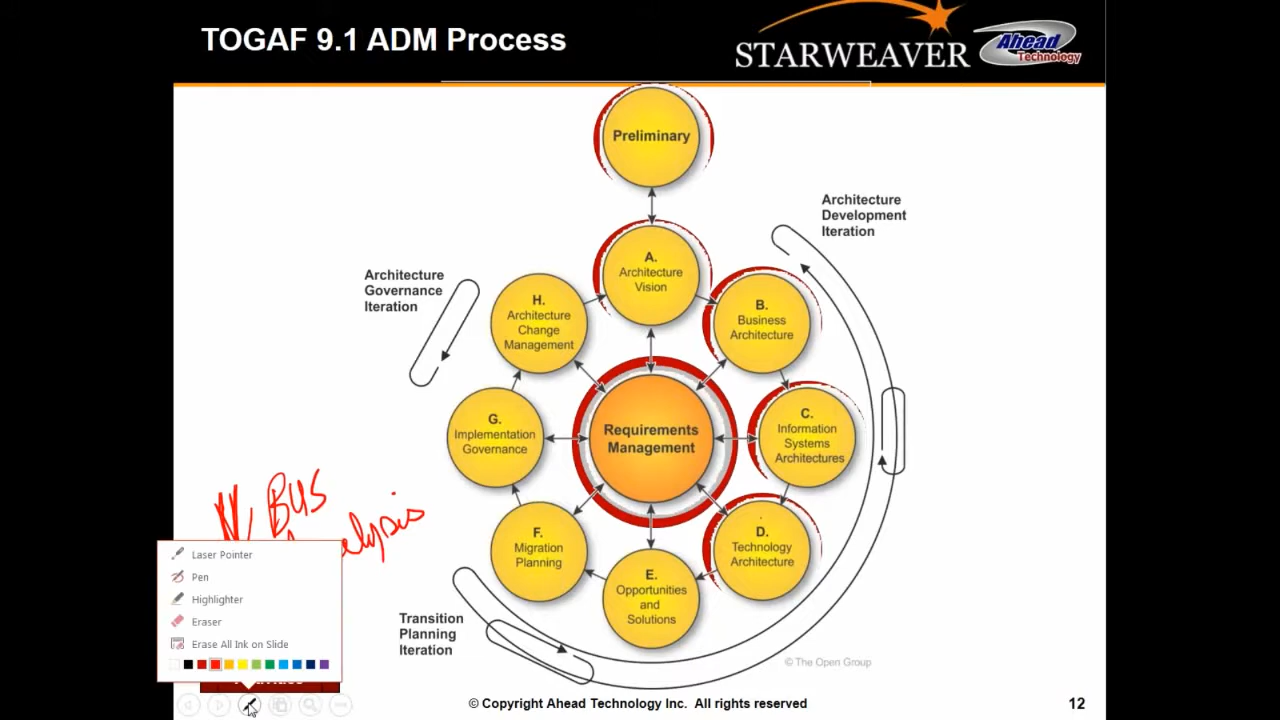 TOGAF 9.1 ADM Process
STARWEAVER
Ahead
Technology
Preliminary
Architecture
Development
Iteration
A.
Architecture
Vision
Architecture
Governance
Iteration
H.
Architecture
Change
Management
B.
Business
Architecture
G.
Implementation
Governance
Requirements
Management
C.
Information
Systems
Architectures
BUS
F.
Migration
Planning
D.
Technology
Architecture
E.
Opportunities
and
Solutions
Transition
Planning
Iteration
Laser Pointer
Pen
Highlighter
Eraser
Erase All Ink on Slide
© The Open Group
© Copyright Ahead Technology Inc. All rights reserved
12